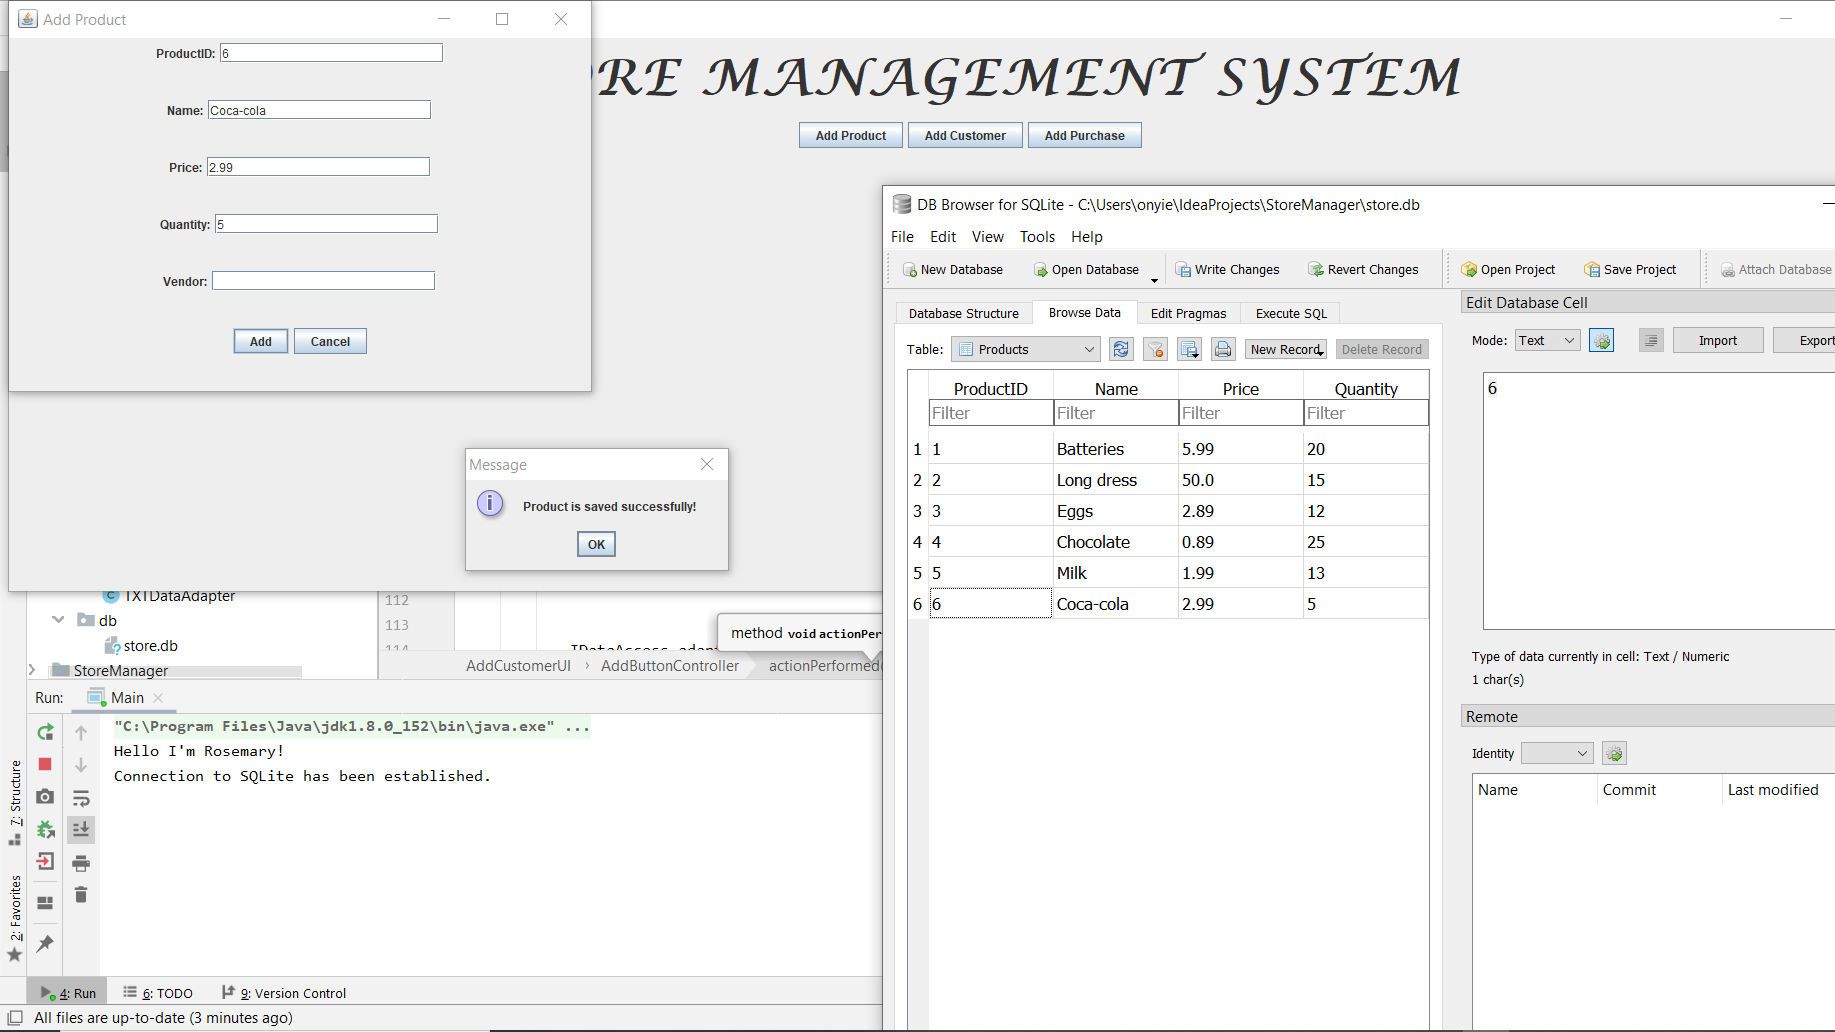 Add Product
ProductID: 6
Name: Coca-cola
Price: 2.99
Quantity: 5
Vendor:
Add Cancel
RE MANAGEMENT SYSTEM
Add Product Add Customer Add Purchase
Message
Product is saved successfully!
OK
DB Browser for SQLite - C:\Users\onyie\IdeaProjects\StoreManager\store.db
File Edit View Tools Help
New Database Open Database Write Changes Revert Changes Open Project Save Project Attach Database
Database Structure Browse Data Edit Pragmas Execute SQL
Table: Products New Record Delete Record
ProductID Name Price Quantity
Filter Filter Filter Filter
1 1 Batteries 5.99 20
2 2 Long dress 50.0 15
3 3 Eggs 2.89 12
4 4 Chocolate 0.89 25
5 5 Milk 1.99 13
6 6 Coca-cola 2.99 5
Edit Database Cell
Mode: Text Import Export
6
Type of data currently in cell: Text / Numeric
1 char(s)
Remote
Identity
Name Commit Last modified
TXTDataAdapter
db
store.db
StoreManager
112
113
114 IDataAccess adapt
method void actionPer
AddCustomerUI › AddButtonController actionPerformed
Run: Main
"C:\Program Files\Java\jdk1.8.0_152\bin\java.exe" ...
Hello I'm Rosemary!
Connection to SQLite has been established.
7: Structure
2: Favorites
4: Run 6: TODO 9: Version Control
All files are up-to-date (3 minutes ago)